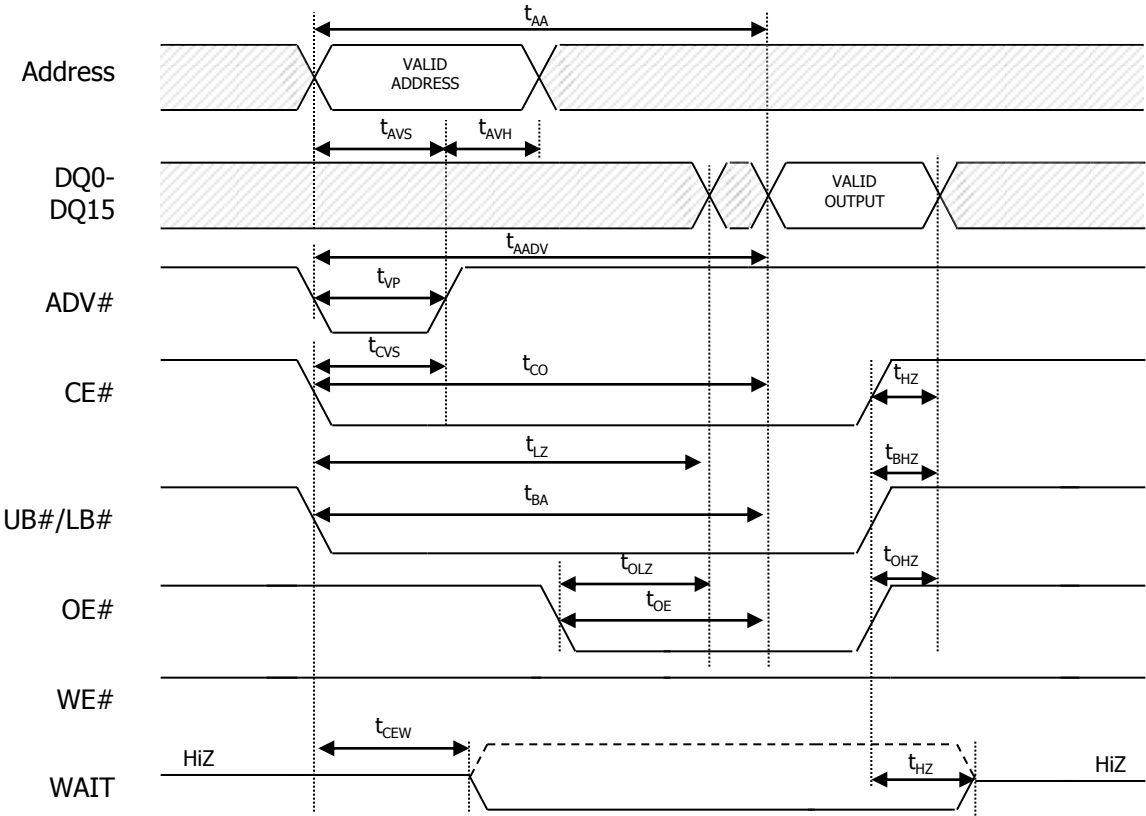 tAA
Address
VALID
ADDRESS
tAVS
tAVH
DQ0-
DQ15
VALID
OUTPUT
tAADV
ADV#
tVP
tCVS
CE#
tCO
tHZ
tLZ
tBHZ
UB#/LB#
tBA
tOLZ
tOHZ
OE#
tOE
WE#
tCEW
HiZ
tHZ
HiZ
WAIT